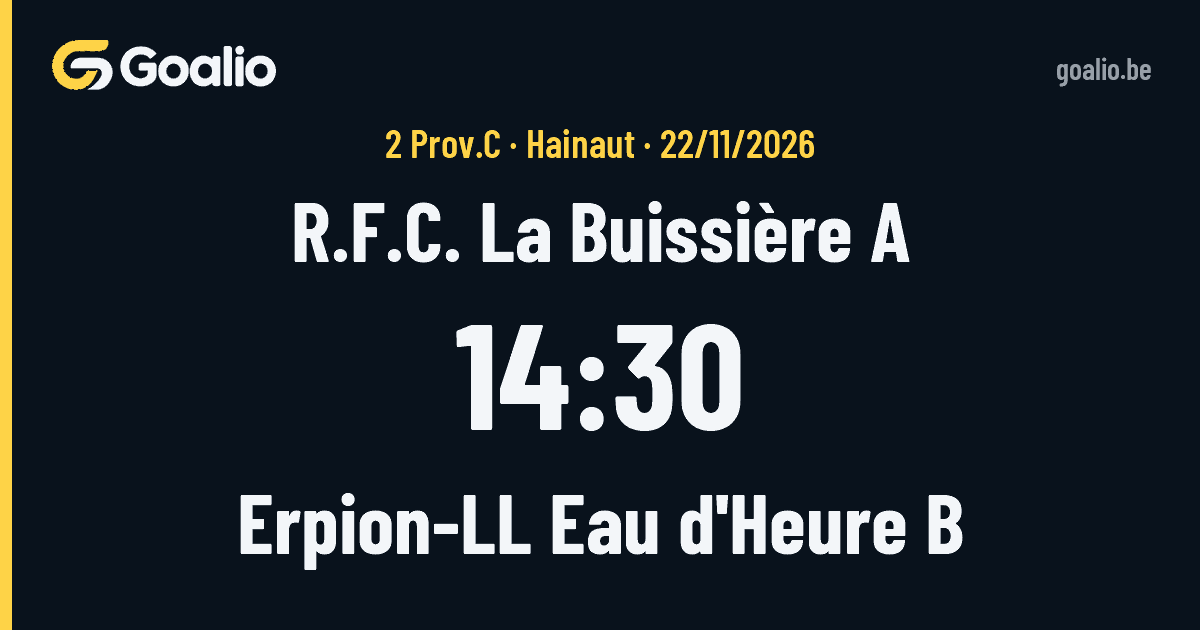 Goalio
goalio.be
2 Prov.C · Hainaut · 22/11/2026
R.F.C. La Buissière A
14:30
Erpion-LL Eau d'Heure B